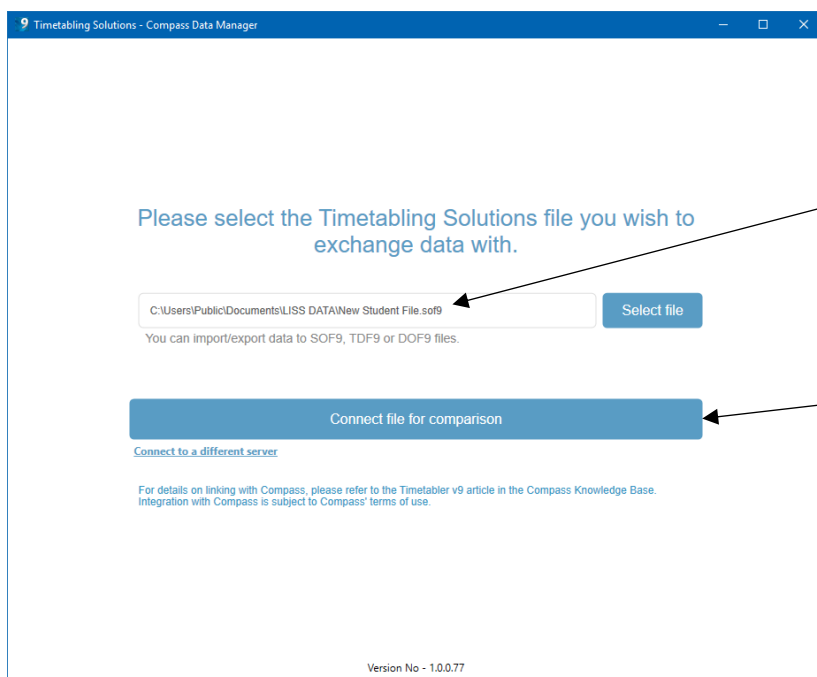 9 Timetabling Solutions - Compass Data Manager
Please select the Timetabling Solutions file you wish to
exchange data with.
C:\Users\Public\Documents\LISS DATA\New Student File.sof9
Select file
You can import/export data to SOF9, TDF9 or DOF9 files.
Connect file for comparison
Connect to a different server
For details on linking with Compass, please refer to the Timetabler v9 article in the Compass Knowledge Base.
Integration with Compass is subject to Compass' terms of use.
Version No - 1.0.0.77